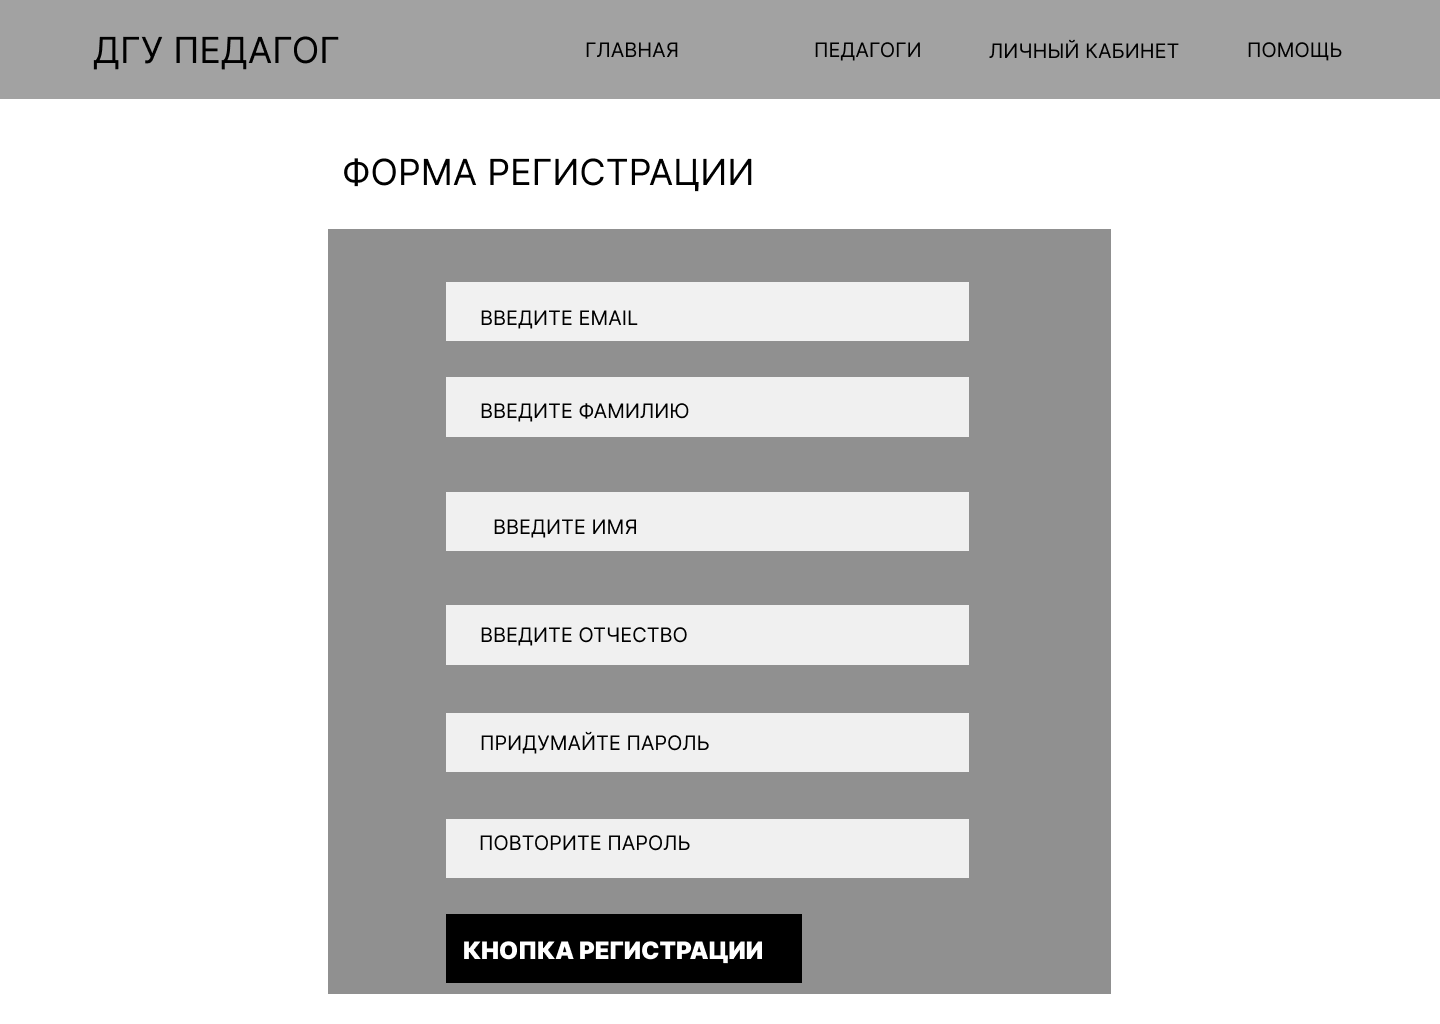 ДГУ ПЕДАГОГ
ГЛАВНАЯ
ПЕДАГОГИ
ЛИЧНЫЙ КАБИНЕТ
ПОМОЩЬ
ФОРМА РЕГИСТРАЦИИ
ВВЕДИТЕ EMAIL
ВВЕДИТЕ ФАМИЛИЮ
ВВЕДИТЕ ИМЯ
ВВЕДИТЕ ОТЧЕСТВО
ПРИДУМАЙТЕ ПАРОЛЬ
ПОВТОРИТЕ ПАРОЛЬ
КНОПКА РЕГИСТРАЦИИ